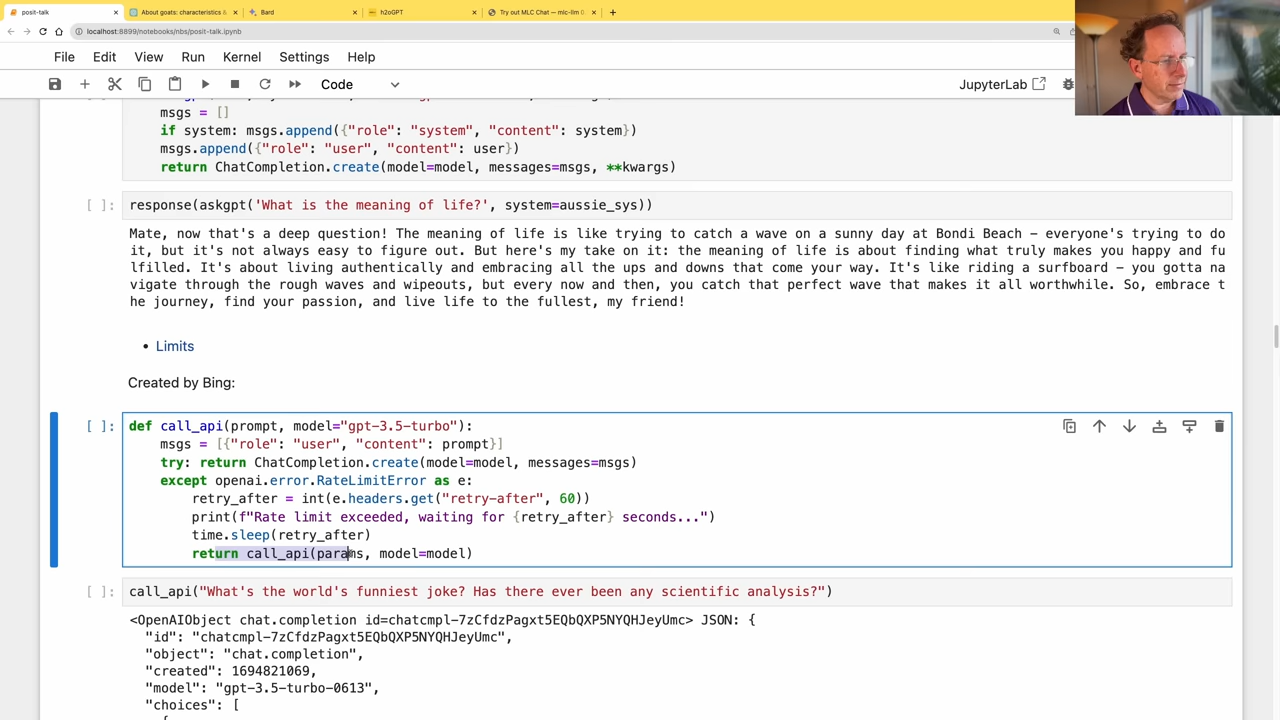 posit-talk
About goats: characteristics &
Bard
h2oGPT
Try out MLC Chat — mlc-llm 0.
localhost:8899/notebooks/nbs/posit-talk.ipynb
File Edit View Run Kernel Settings Help
Code
JupyterLab
msgs = []
if system: msgs.append({"role": "system", "content": system})
msgs.append({"role": "user", "content": user})
return ChatCompletion.create(model=model, messages=msgs, **kwargs)
[ ]: response(askgpt('What is the meaning of life?', system=aussie_sys))
Mate, now that's a deep question! The meaning of life is like trying to catch a wave on a sunny day at Bondi Beach – everyone's trying to do
it, but it's not always easy to figure out. But here's my take on it: the meaning of life is about finding what truly makes you happy and fu
lfilled. It's about living authentically and embracing all the ups and downs that come your way. It's like riding a surfboard – you gotta na
vigate through the rough waves and wipeouts, but every now and then, you catch that perfect wave that makes it all worthwhile. So, embrace t
he journey, find your passion, and live life to the fullest, my friend!
• Limits
Created by Bing:
[ ]: def call_api(prompt, model="gpt-3.5-turbo"):
msgs = [{"role": "user", "content": prompt}]
try: return ChatCompletion.create(model=model, messages=msgs)
except openai.error.RateLimitError as e:
retry_after = int(e.headers.get("retry-after", 60))
print(f"Rate limit exceeded, waiting for {retry_after} seconds...")
time.sleep(retry_after)
return call_api(params, model=model)
[ ]: call_api("What's the world's funniest joke? Has there ever been any scientific analysis?")
<OpenAIObject chat.completion id=chatcmpl-7zCfdzPagxt5EQbQXP5NYQHJeyUmc> JSON: {
"id": "chatcmpl-7zCfdzPagxt5EQbQXP5NYQHJeyUmc",
"object": "chat.completion",
"created": 1694821069,
"model": "gpt-3.5-turbo-0613",
"choices": [
{